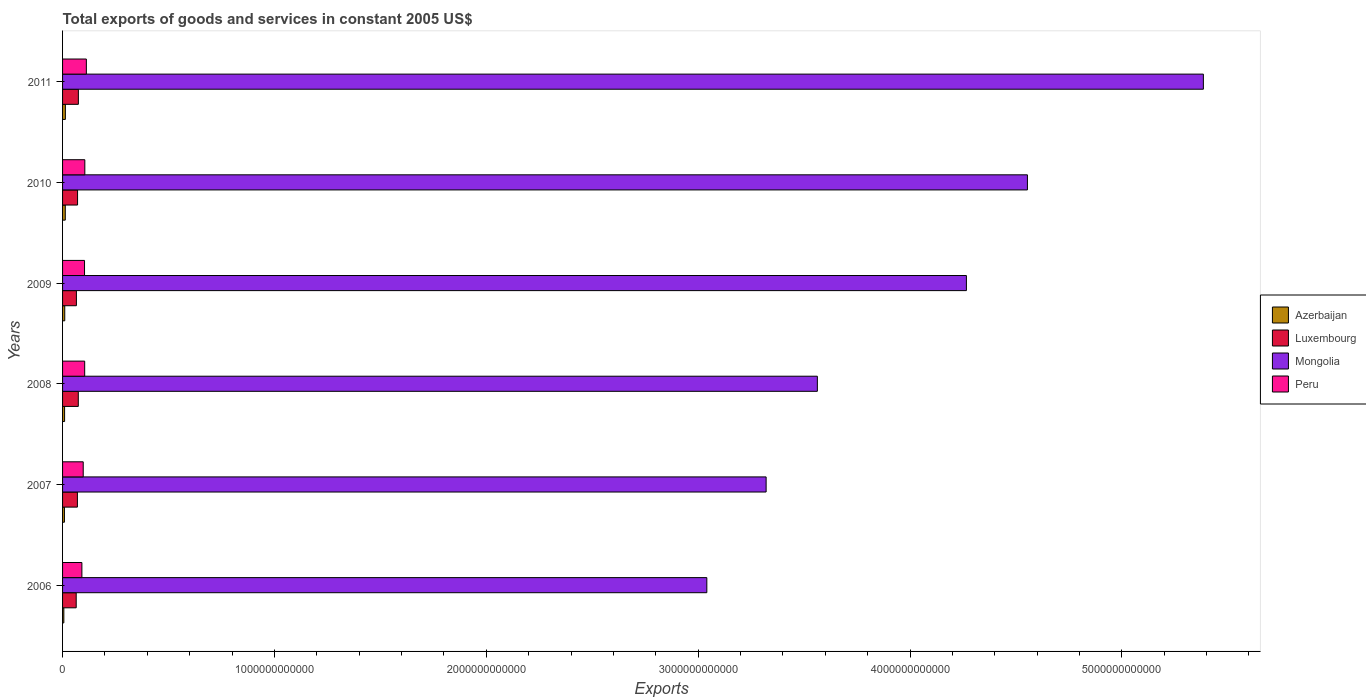 Total exports of goods and services in constant 2005 US$
Years
2011
2010
2009
2008
2007
2006
0
1000000000000
2000000000000
3000000000000
4000000000000
5000000000000
Exports
Azerbaijan
Luxembourg
Mongolia
Peru